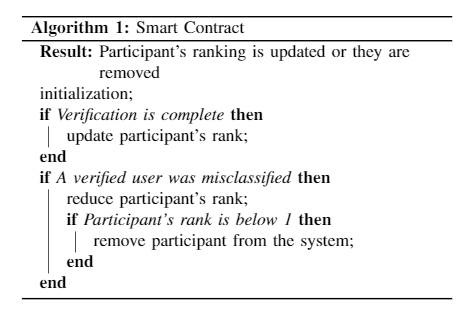 Algorithm 1: Smart Contract
Result: Participant's ranking is updated or they are
removed
initialization;
if Verification is complete then
update participant's rank;
end
if A verified user was misclassified then
reduce participant's rank;
if Participant's rank is below 1 then
remove participant from the system;
end
end